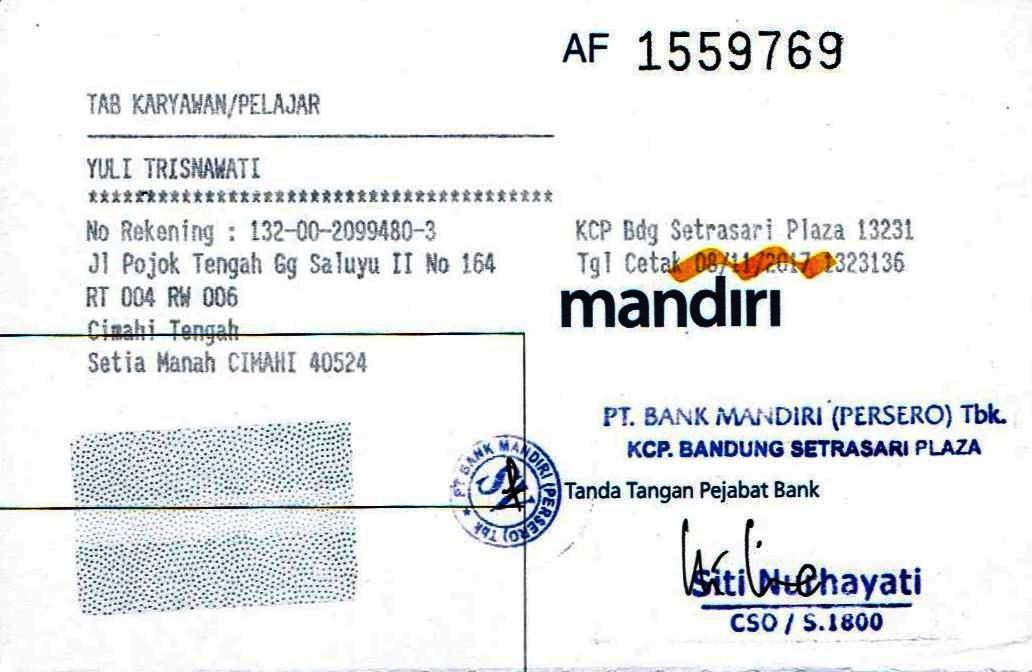 AF 1559769
TAB KARYAWAN/PELAJAR
YULI TRISNAWATI
****************************************
No Rekening : 132-00-2099480-3
Jl Pojok Tengah Gg Saluyu II No 164
RT 004 RW 006
Cimahi Tengah
Setia Manah CIMAHI 40524
KCP Bdg Setrasari Plaza 13231
Tgl Cetak 08/11/2017 1323136
mandiri
PT. BANK MANDIRI (PERSERO) Tbk.
KCP. BANDUNG SETRASARI PLAZA
PT BANK MANDIRI (PERSERO) Tbk
Tanda Tangan Pejabat Bank
Siti Nurhayati
CSO / S.1800